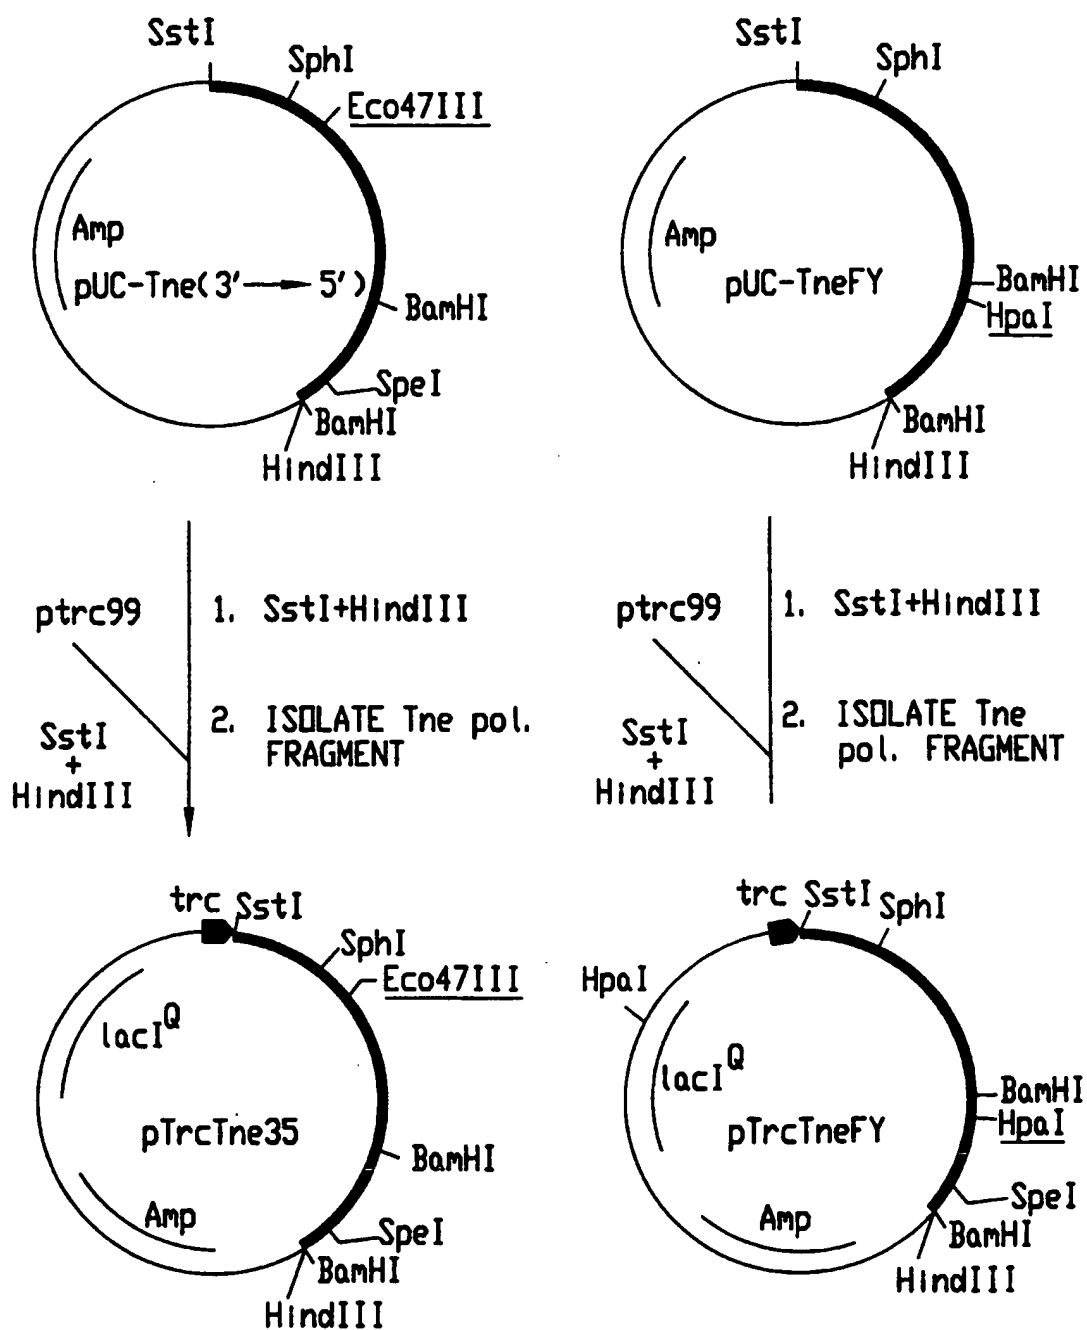 SstI
SphI
Eco47III
Amp
pUC-Tne(3'→5')
BamHI
SpeI
BamHI
HindIII
SstI
SphI
Amp
pUC-TneFY
BamHI
HpaI
BamHI
HindIII
ptrc99
SstI
+
HindIII
1. SstI+HindIII
2. ISOLATE Tne pol.
FRAGMENT
ptrc99
SstI
+
HindIII
1. SstI+HindIII
2. ISOLATE Tne
pol. FRAGMENT
trc SstI
SphI
Eco47III
lacI^Q
pTrcTne35
BamHI
Amp
SpeI
BamHI
HindIII
trc SstI
SphI
HpaI
lacI^Q
BamHI
HpaI
pTrcTneFY
SpeI
Amp
BamHI
HindIII